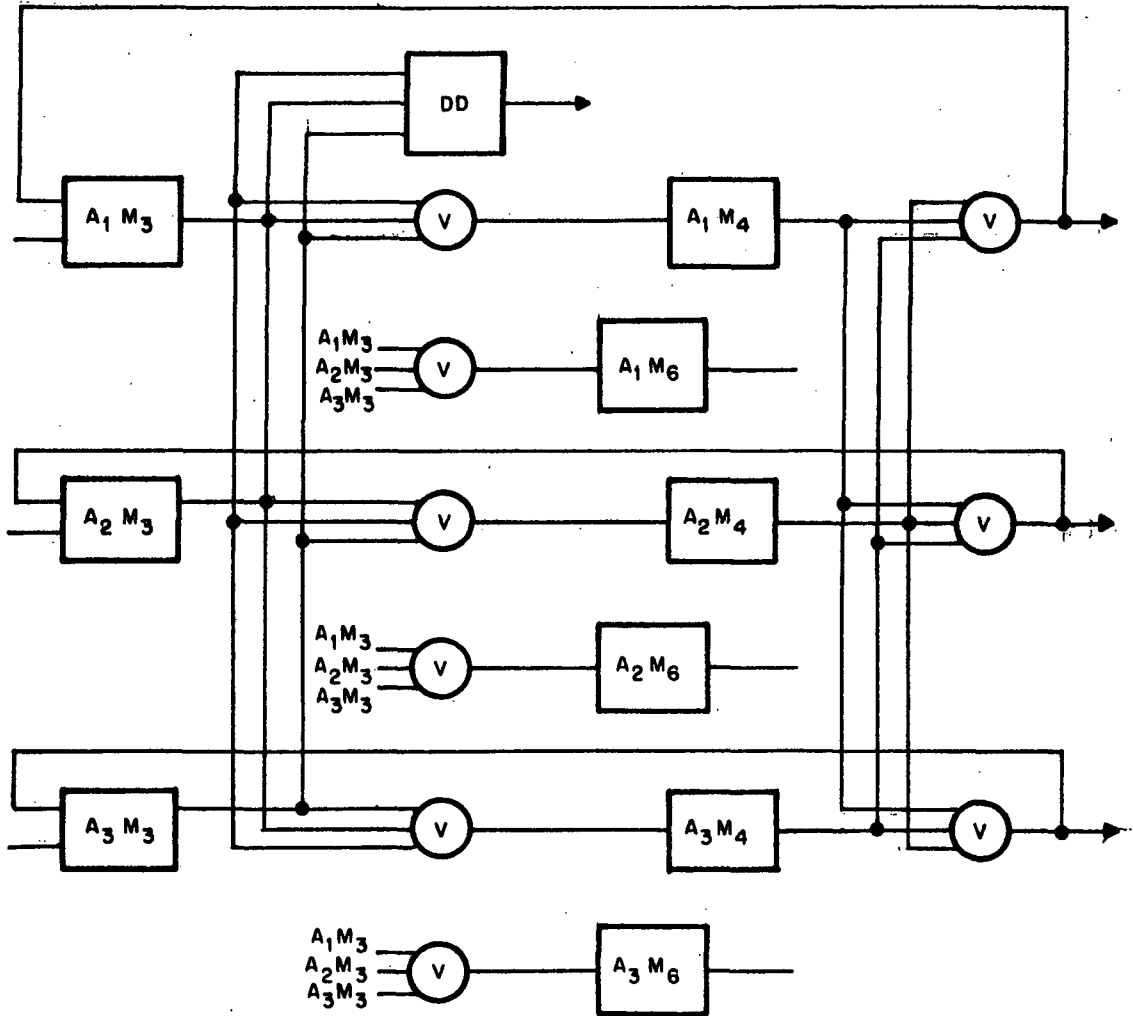 DD
A₁ M₃
V
A₁ M₄
V
A₁M₃
A₂M₃
A₃M₃
V
A₁ M₆
A₂ M₃
V
A₂ M₄
V
A₁M₃
A₂M₃
A₃M₃
V
A₂ M₆
A₃ M₃
V
A₃ M₄
V
A₁M₃
A₂M₃
A₃M₃
V
A₃ M₆